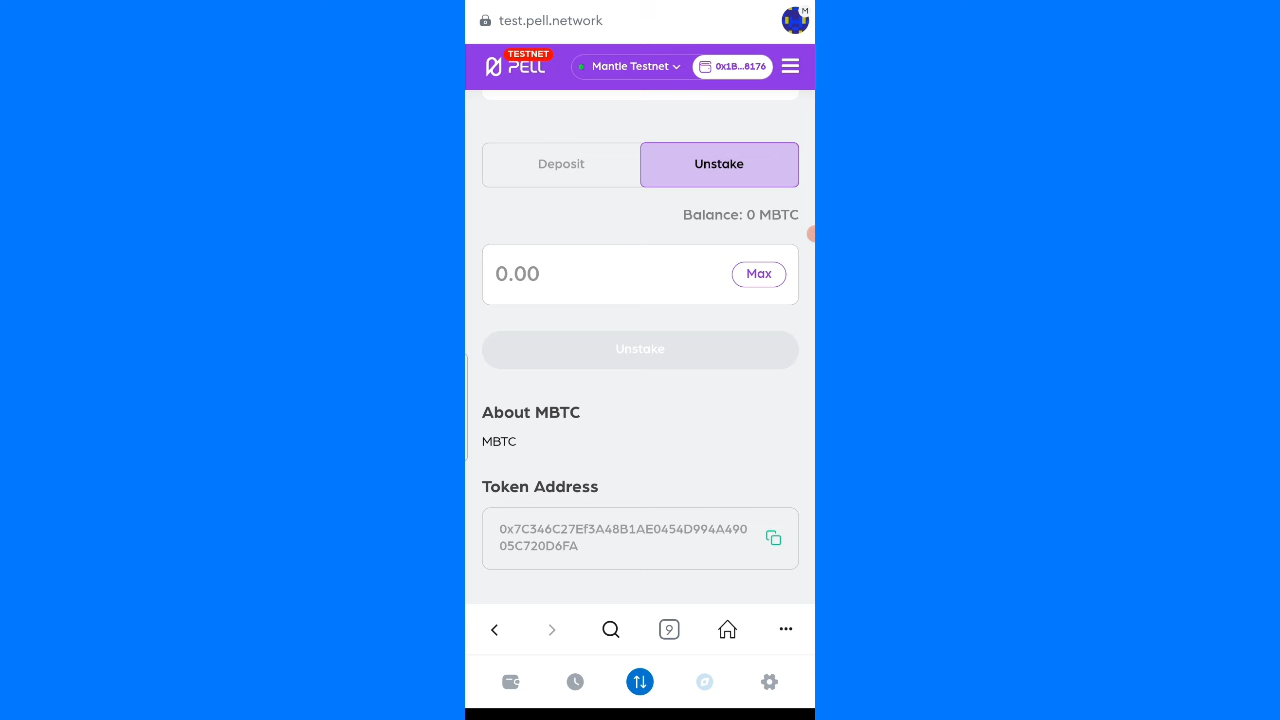 test.pell.network
M
TESTNET
PELL
Mantle Testnet
0x1B...8176
Deposit
Unstake
Balance: 0 MBTC
0.00
Max
Unstake
About MBTC
MBTC
Token Address
0x7C346C27Ef3A48B1AE0454D994A490
05C720D6FA
9